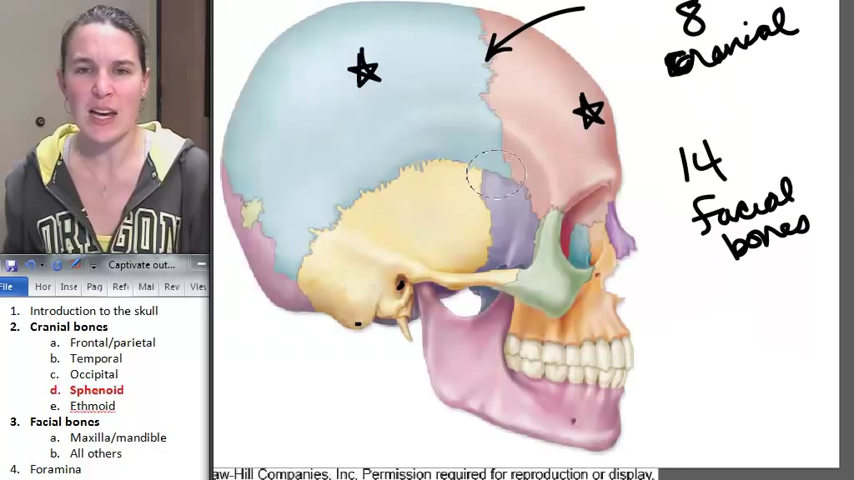 8
cranial
14
Facial
bones
DRAGON
Captivate out...
File
Hor
Inse
Pag
Refe
Ma
Rev
View
1. Introduction to the skull
2. Cranial bones
a. Frontal/parietal
b. Temporal
c. Occipital
d. Sphenoid
e. Ethmoid
3. Facial bones
a. Maxilla/mandible
b. All others
4. Foramina
aw-Hill Companies, Inc. Permission required for reproduction or display.